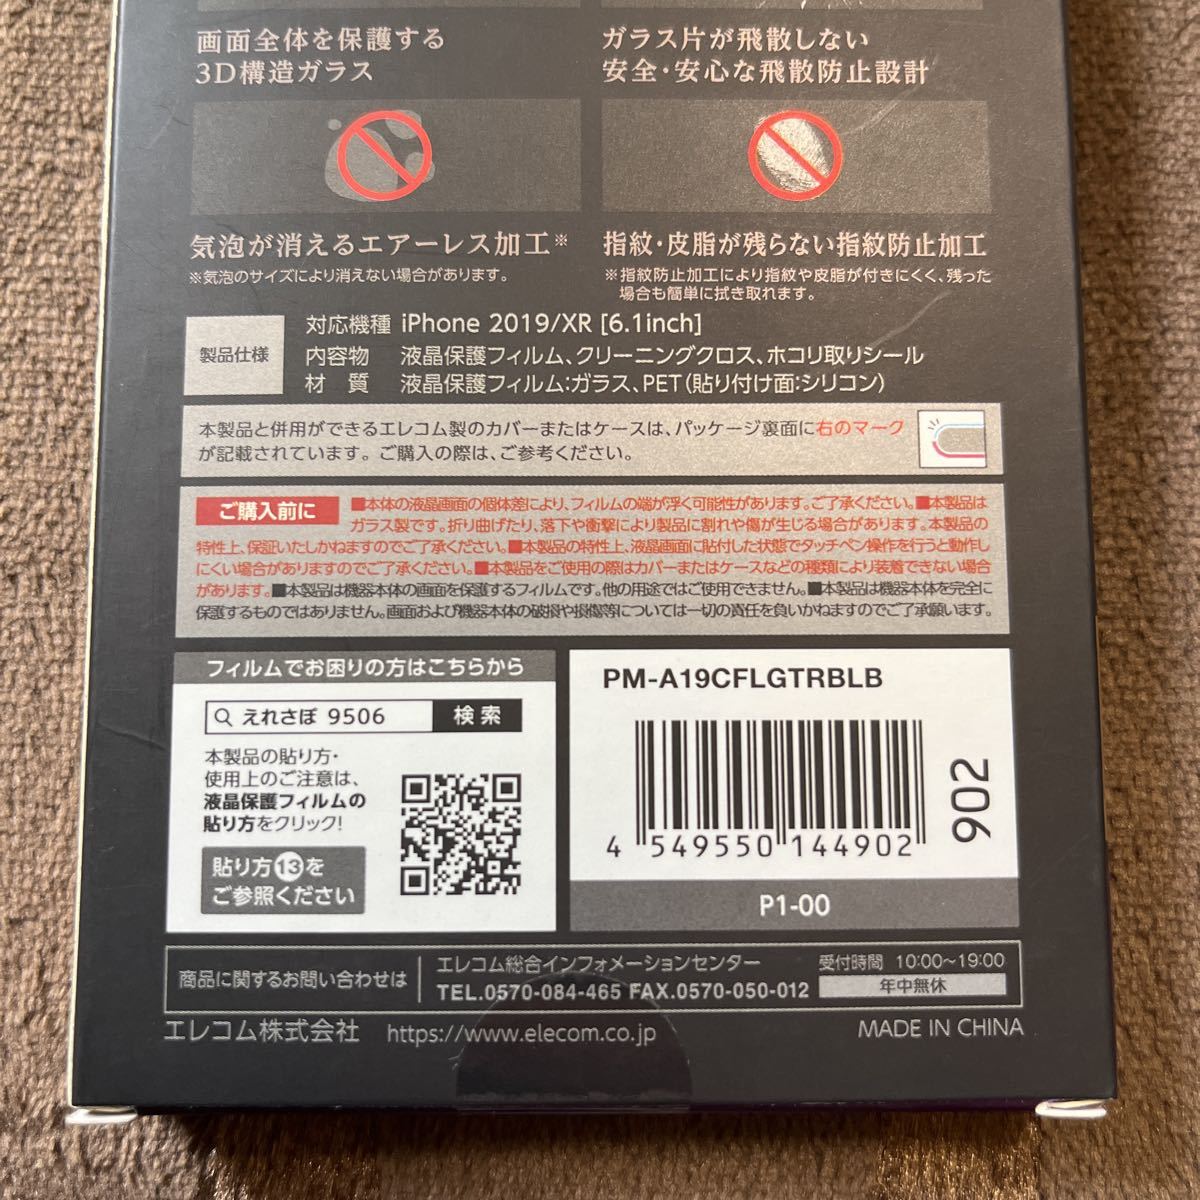 画面全体を保護する
3D構造ガラス
ガラス片が飛散しない
安全・安心な飛散防止設計
気泡が消えるエアーレス加工※
※気泡のサイズにより消えない場合があります。
指紋・皮脂が残らない指紋防止加工
※指紋防止加工により指紋や皮脂が付きにくく、残った
場合も簡単に拭き取れます。
製品仕様
対応機種 iPhone 2019/XR [6.1inch]
内容物 液晶保護フィルム、クリーニングクロス、ホコリ取りシール
材 質 液晶保護フィルム:ガラス、PET(貼り付け面:シリコン)
本製品と併用ができるエレコム製のカバーまたはケースは、パッケージ裏面に右のマーク
が記載されています。ご購入の際は、ご参考ください。
ご購入前に ■本体の液晶画面の個体差により、フィルムの端が浮く可能性があります。ご了承ください。■本製品は
ガラス製です。折り曲げたり、落下や衝撃により製品に割れや傷が生じる場合があります。本製品の
特性上、保証いたしかねますのでご了承ください。■本製品の特性上、液晶画面に貼付した状態でタッチペン操作を行うと動作し
にくい場合がありますのでご了承ください。■本製品をご使用の際はカバーまたはケースなどの種類により装着できない場合
があります。■本製品は機器本体の画面を保護するフィルムです。他の用途ではご使用できません。■本製品は機器本体を完全に
保護するものではありません。画面および機器本体の破損や損傷等については一切の責任を負いかねますのでご了承願います。
フィルムでお困りの方はこちらから
えれさぽ 9506 検索
本製品の貼り方・
使用上のご注意は、
液晶保護フィルムの
貼り方をクリック!
貼り方⑬を
ご参照ください
PM-A19CFLGTRBLB
4 549550 144902
902
P1-00
商品に関するお問い合わせは
エレコム総合インフォメーションセンター
TEL.0570-084-465 FAX.0570-050-012
受付時間 10:00~19:00
年中無休
エレコム株式会社 https://www.elecom.co.jp
MADE IN CHINA